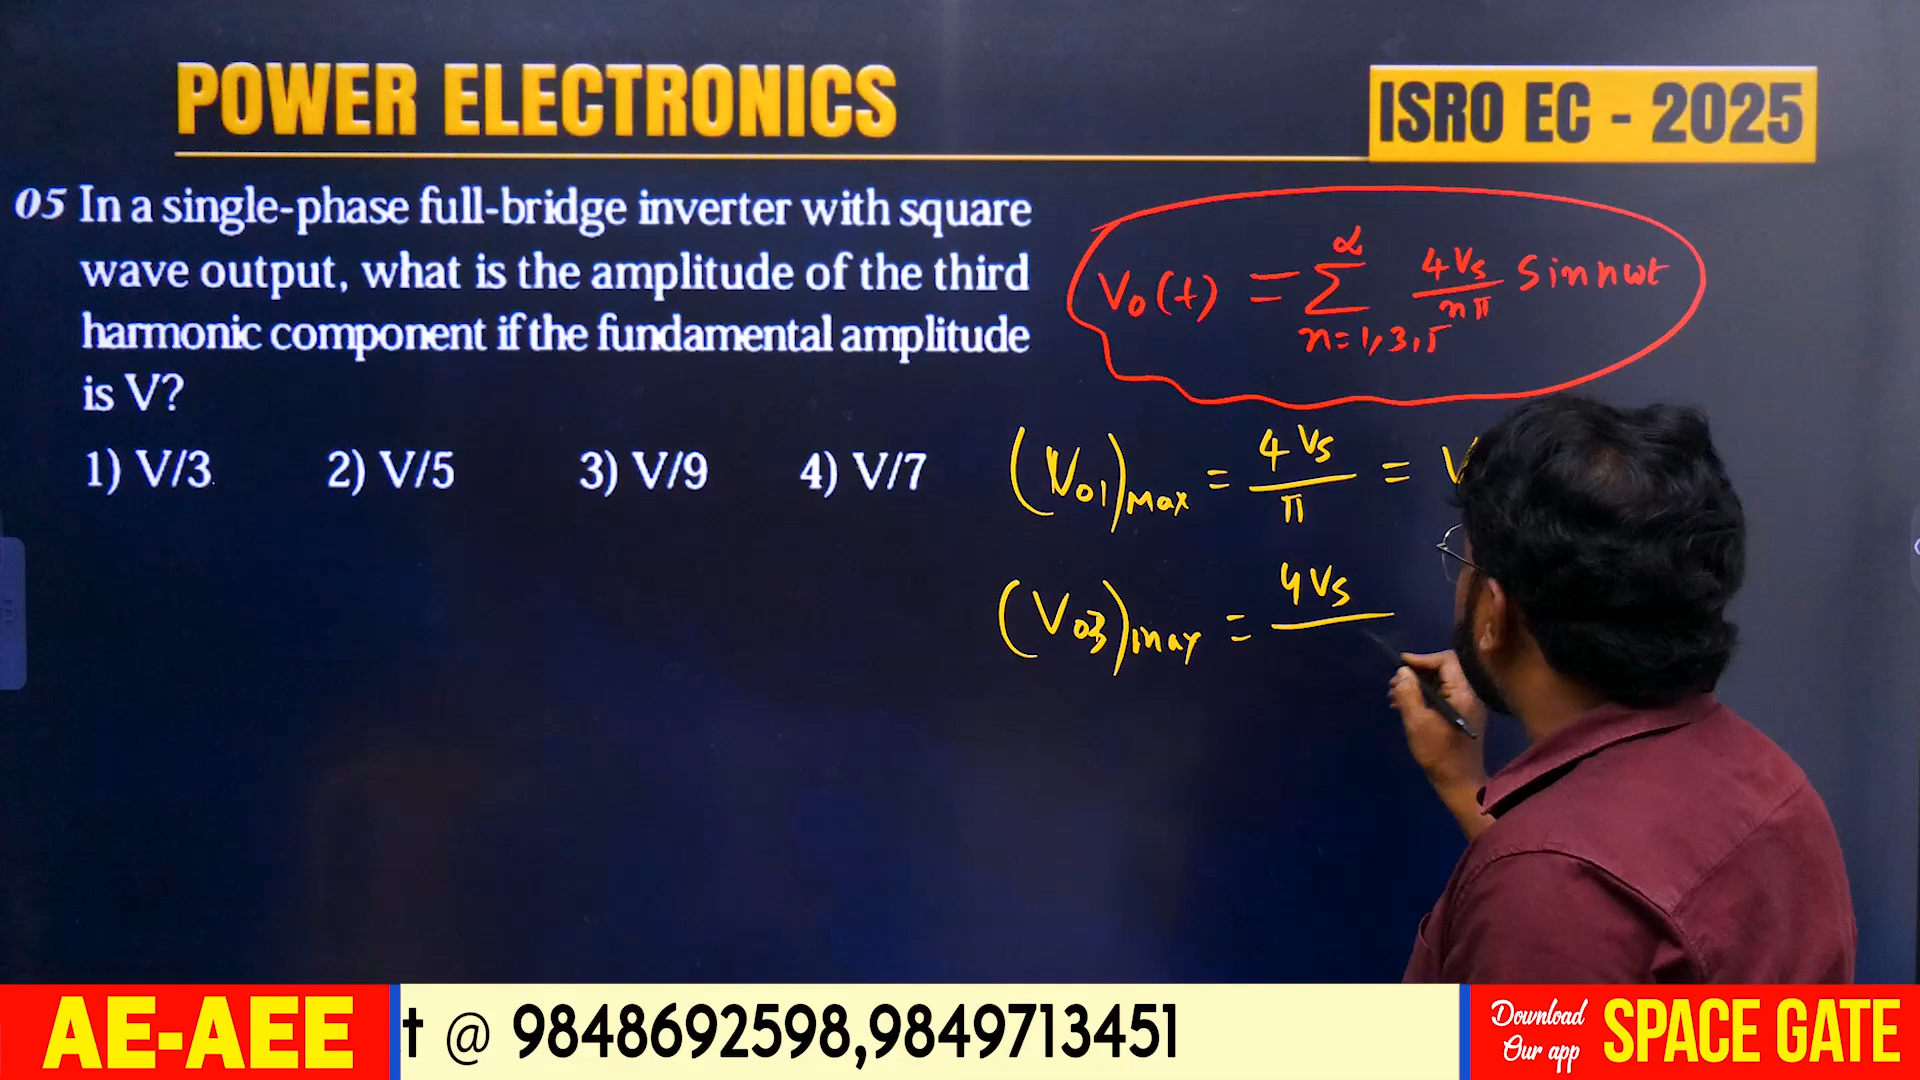 POWER ELECTRONICS
ISRO EC - 2025
05 In a single-phase full-bridge inverter with square
wave output, what is the amplitude of the third
harmonic component if the fundamental amplitude
is V?
1) V/3 2) V/5 3) V/9 4) V/7
V₀(t) = ∑ n=1,3,5 ∝ 4Vs/nπ Sin nωt
(V01)Max = 4Vs/π = V
(V03)max = 4Vs
AE-AEE
t @ 9848692598,9849713451
Download
Our app
SPACE GATE